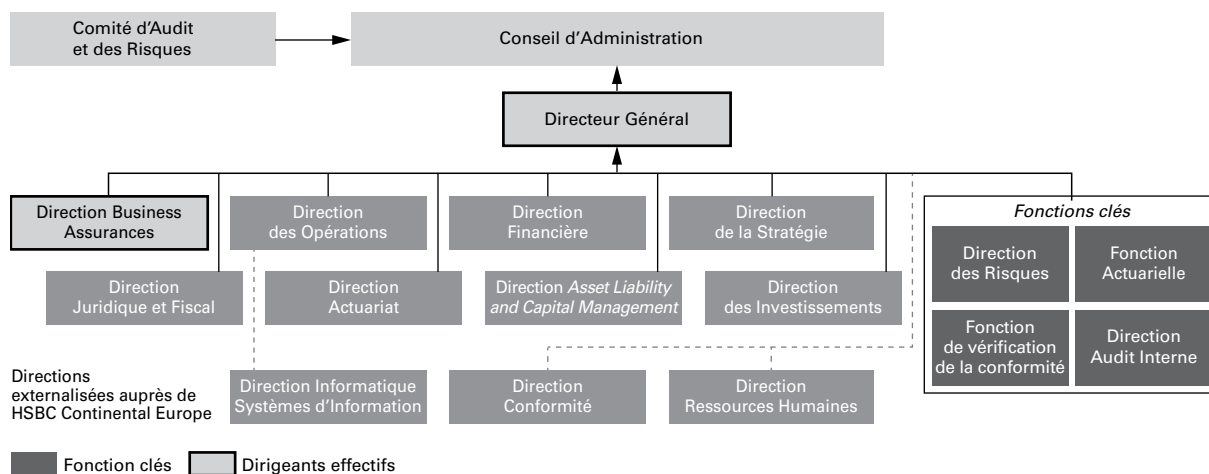 Comité d'Audit
et des Risques
Conseil d'Administration
Directeur Général
Direction Business
Assurances
Direction
des Opérations
Direction
Financière
Direction
de la Stratégie
Fonctions clés
Direction
des Risques
Fonction
Actuarielle
Direction
Juridique et Fiscal
Direction
Actuariat
Direction Asset Liability
and Capital Management
Direction
des Investissements
Fonction
de vérification
de la conformité
Direction
Audit Interne
Directions
externalisées auprès de
HSBC Continental Europe
Direction Informatique
Systèmes d'Information
Direction
Conformité
Direction
Ressources Humaines
Fonction clés
Dirigeants effectifs